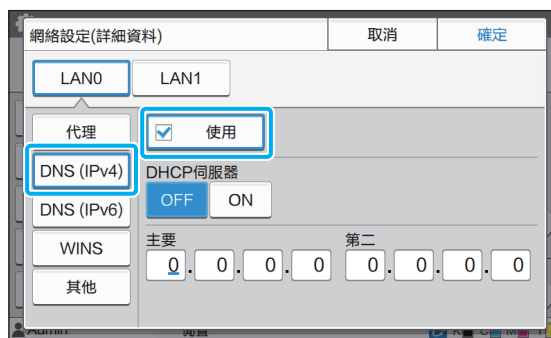 網絡設定(詳細資料) 取消 確定
LAN0 LAN1
代理
使用
DNS (IPv4)
DHCP伺服器
OFF ON
DNS (IPv6)
主要 第二
WINS
0. 0. 0. 0 0. 0. 0. 0
其他
Admin